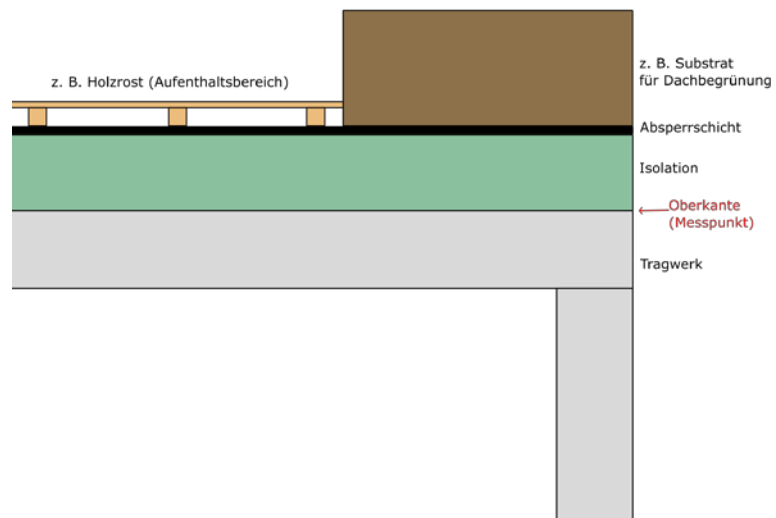 z. B. Holzrost (Aufenthaltsbereich)
z. B. Substrat
für Dachbegrünung
Absperrschicht
Isolation
Oberkante
(Messpunkt)
Tragwerk